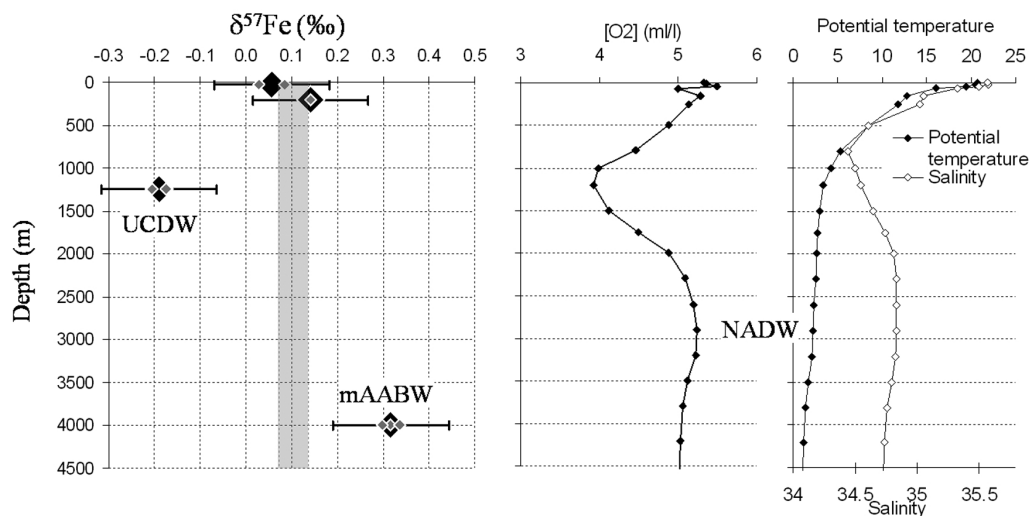 δ⁵⁷Fe (‰)
-0.3 -0.2 -0.1 0.0 0.1 0.2 0.3 0.4 0.5
0
500
1000
1500
2000
2500
3000
3500
4000
4500
Depth (m)
UCDW
mAABW
[O2] (ml/l)
3 4 5 6
NADW
Potential temperature
0 5 10 15 20 25
Potential
temperature
Salinity
34 34.5 35 35.5
Salinity